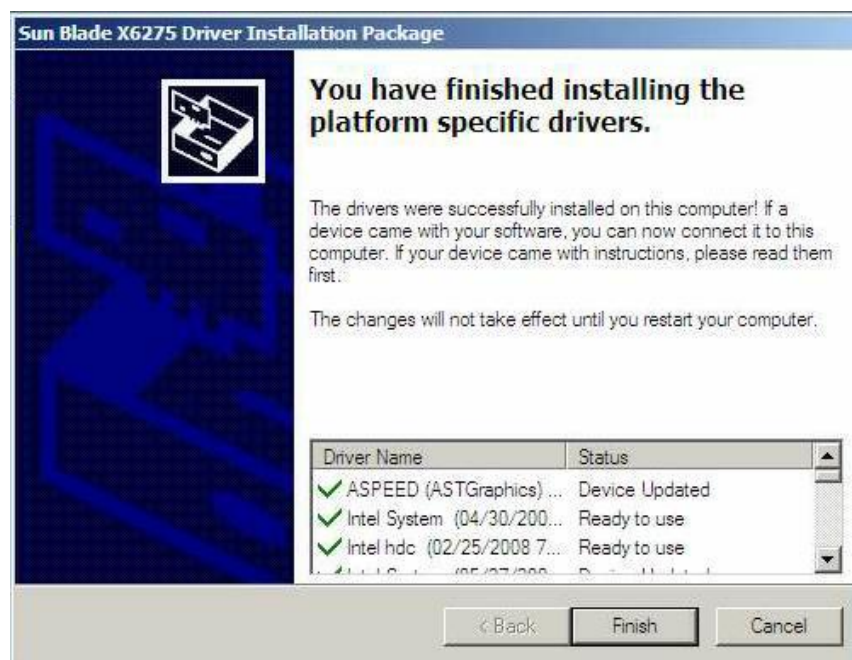 Sun Blade X6275 Driver Installation Package
You have finished installing the
platform specific drivers.
The drivers were successfully installed on this computer! If a
device came with your software, you can now connect it to this
computer. If your device came with instructions, please read them
first.
The changes will not take effect until you restart your computer.
Driver Name Status
ASPEED (ASTGraphics) ... Device Updated
Intel System (04/30/200... Ready to use
Intel hdc (02/25/2008 7... Ready to use
< Back Finish Cancel